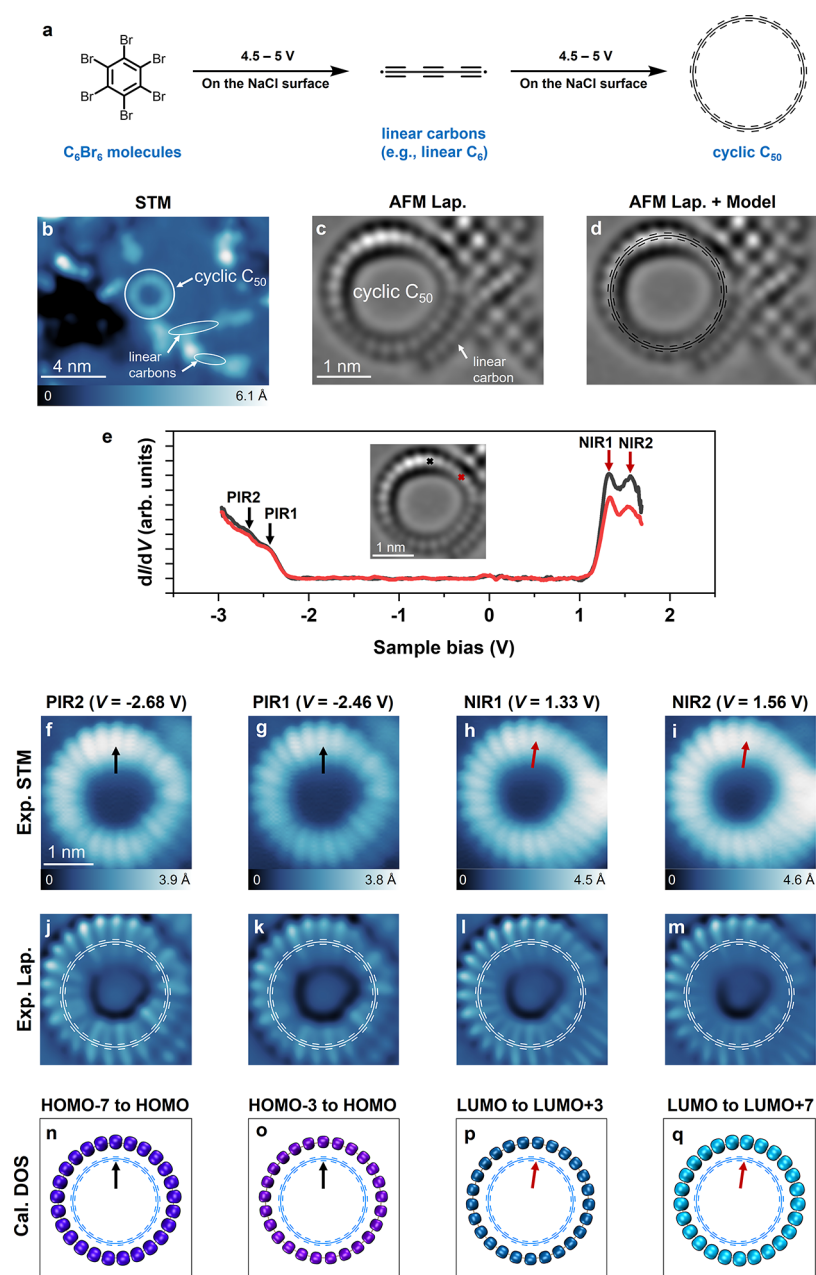 a
Br
Br Br
Br Br
Br
4.5 – 5 V
On the NaCl surface
4.5 – 5 V
On the NaCl surface
C₆Br₆ molecules
linear carbons
(e.g., linear C₆)
cyclic C₅₀
STM
AFM Lap.
AFM Lap. + Model
b
cyclic C₅₀
linear
carbons
4 nm
0 6.1 Å
c
cyclic C₅₀
linear
carbon
1 nm
d
e
dI/dV (arb. units)
PIR2
PIR1
NIR1 NIR2
1 nm
-3 -2 -1 0 1 2
Sample bias (V)
PIR2 (V = -2.68 V)
PIR1 (V = -2.46 V)
NIR1 (V = 1.33 V)
NIR2 (V = 1.56 V)
Exp. STM
f
1 nm
0 3.9 Å
g
0 3.8 Å
h
0 4.5 Å
i
0 4.6 Å
Exp. Lap.
j
k
l
m
HOMO-7 to HOMO
HOMO-3 to HOMO
LUMO to LUMO+3
LUMO to LUMO+7
Cal. DOS
n
o
p
q